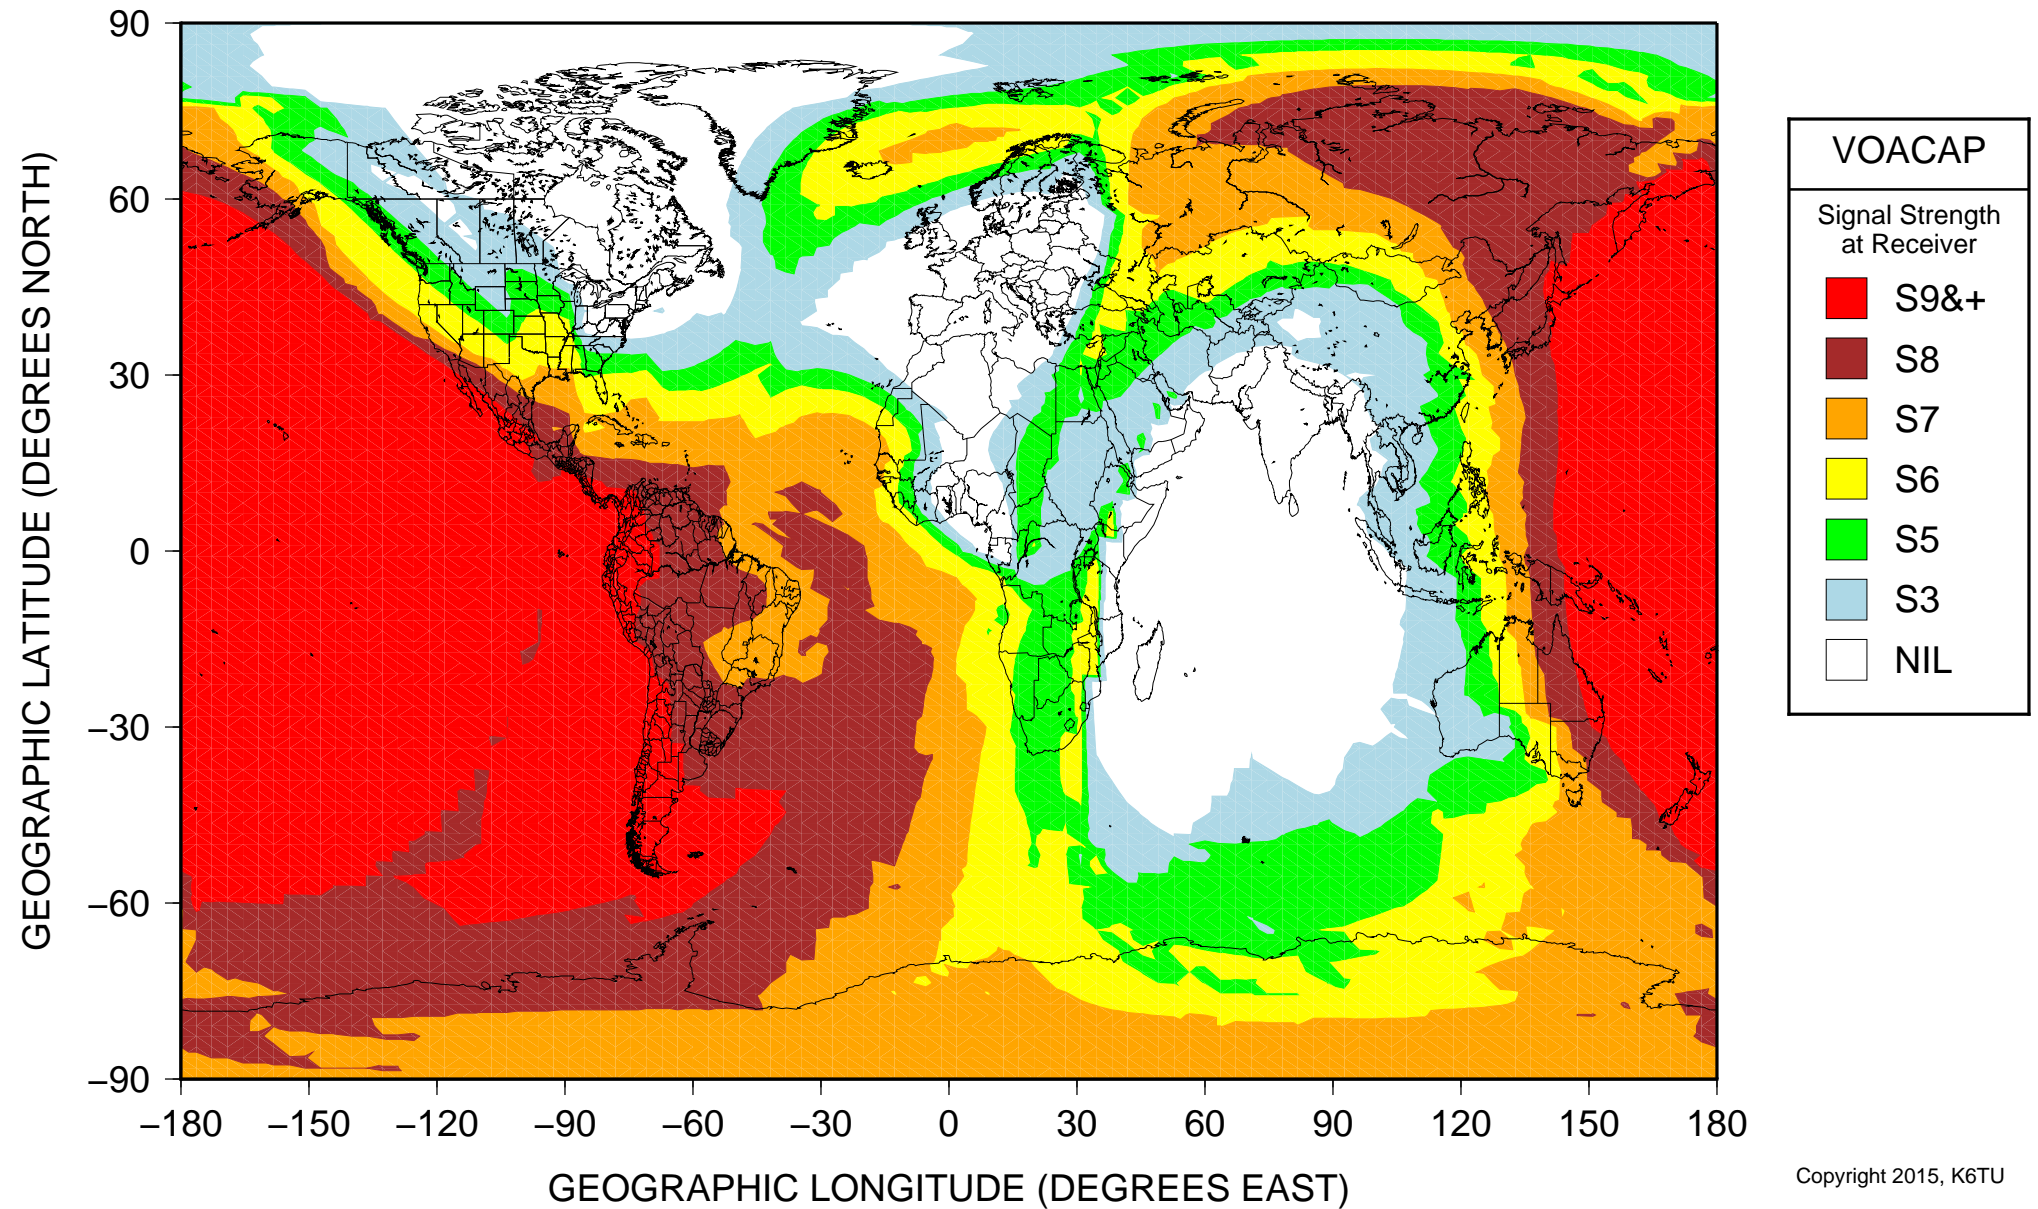 90
60
30
0
−30
−60
−90
−180 −150 −120 −90 −60 −30 0 30 60 90 120 150 180
GEOGRAPHIC LATITUDE (DEGREES NORTH)
GEOGRAPHIC LONGITUDE (DEGREES EAST)
VOACAP
Signal Strength
at Receiver
S9&+
S8
S7
S6
S5
S3
NIL
Copyright 2015, K6TU